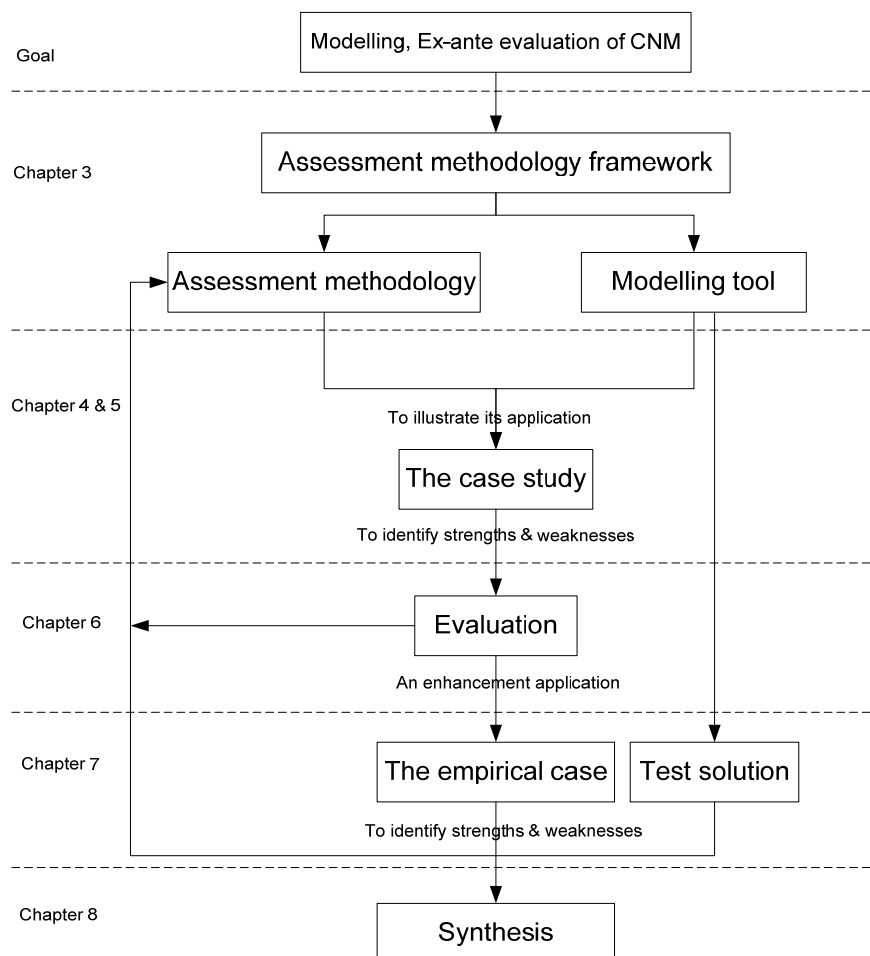 Goal
Modelling, Ex-ante evaluation of CNM
Chapter 3
Assessment methodology framework
Assessment methodology
Modelling tool
Chapter 4 & 5
To illustrate its application
The case study
To identify strengths & weaknesses
Chapter 6
Evaluation
An enhancement application
Chapter 7
The empirical case
Test solution
To identify strengths & weaknesses
Chapter 8
Synthesis